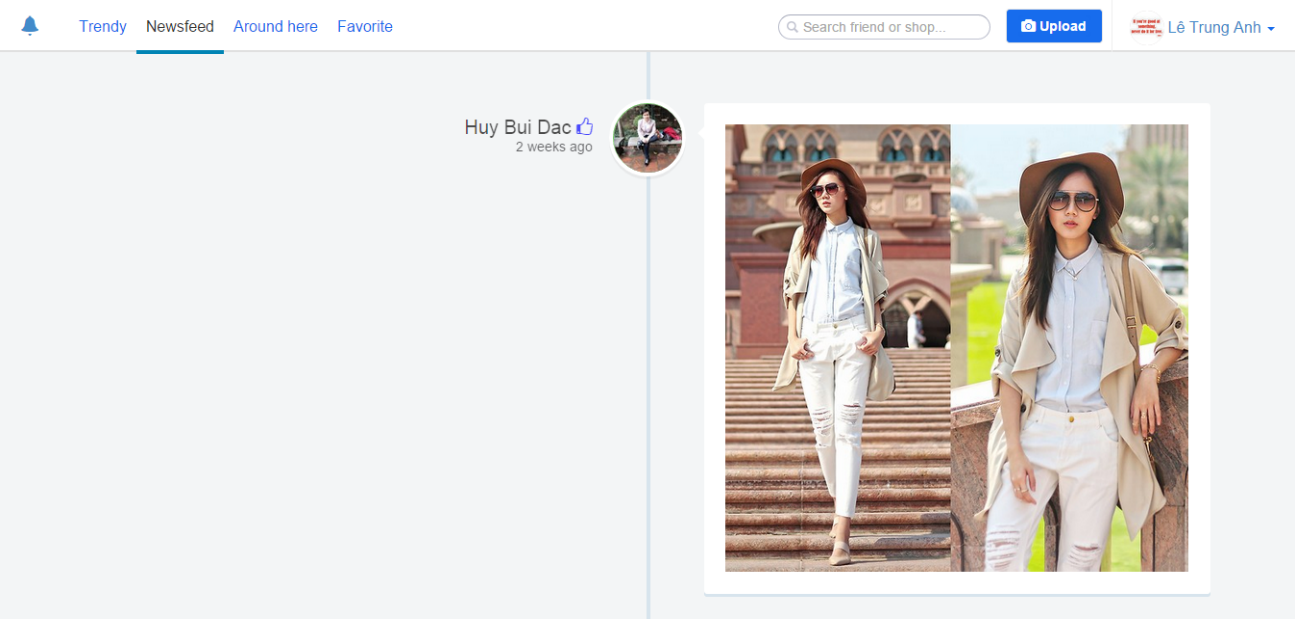 Trendy
Newsfeed
Around here
Favorite
Search friend or shop...
Upload
Lê Trung Anh
Huy Bui Dac
2 weeks ago